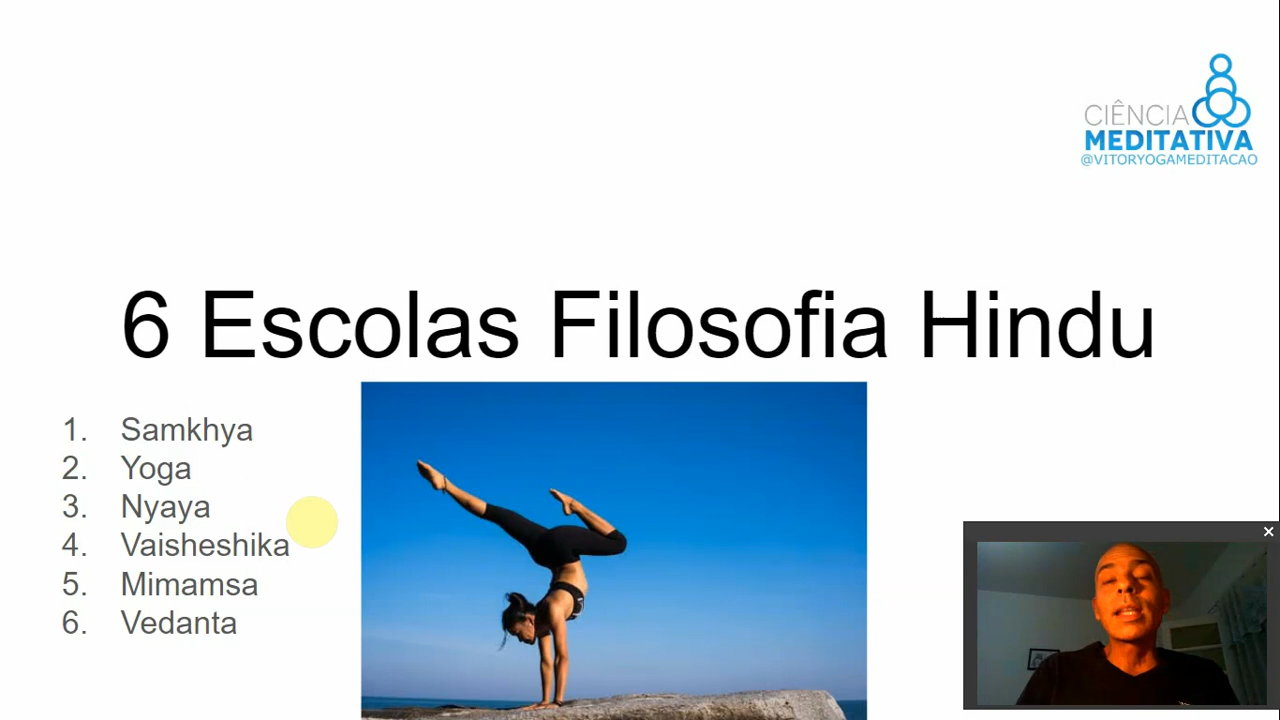 CIÊNCIA
MEDITATIVA
@VITORYOGAMEDITACAO
6 Escolas Filosofia Hindu
1. Samkhya
2. Yoga
3. Nyaya
4. Vaisheshika
5. Mimamsa
6. Vedanta